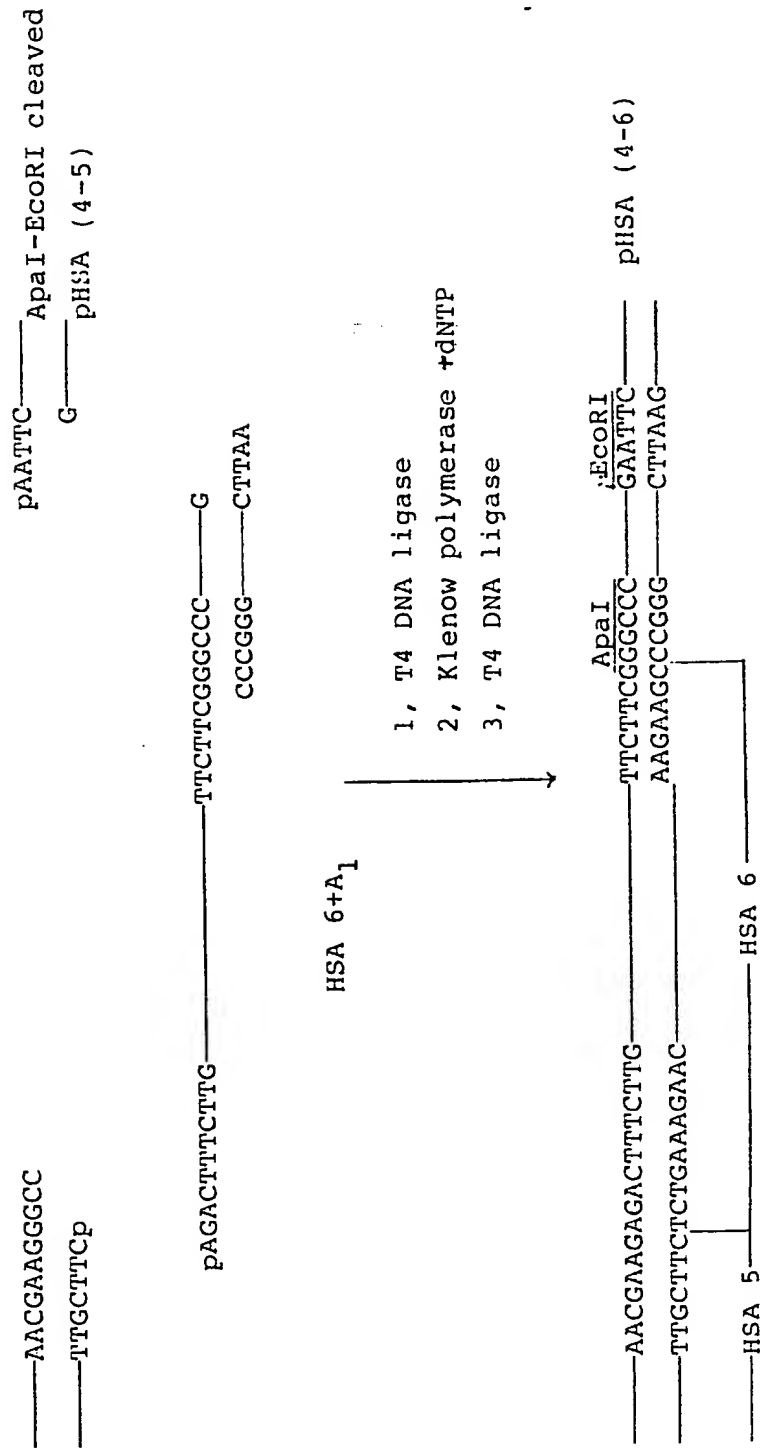 pAATTC
AACGAAGGGCC ApaI-EcoRI cleaved
TTGCTTCp G pHSA (4-5)
pAGACTTTCTTG TTCTTCGGGCCC G
CCCGGG CTTAA
HSA 6+A1
1, T4 DNA ligase
2, Klenow polymerase +dNTP
3, T4 DNA ligase
ApaI EcoRI
AACGAAGAGACTTTCTTG TTCTTCGGGCCC GAATTC pHSA (4-6)
TTGCTTCTCTGAAAGAAC AAGAAGCCCGGG CTTAAG
HSA 5 HSA 6